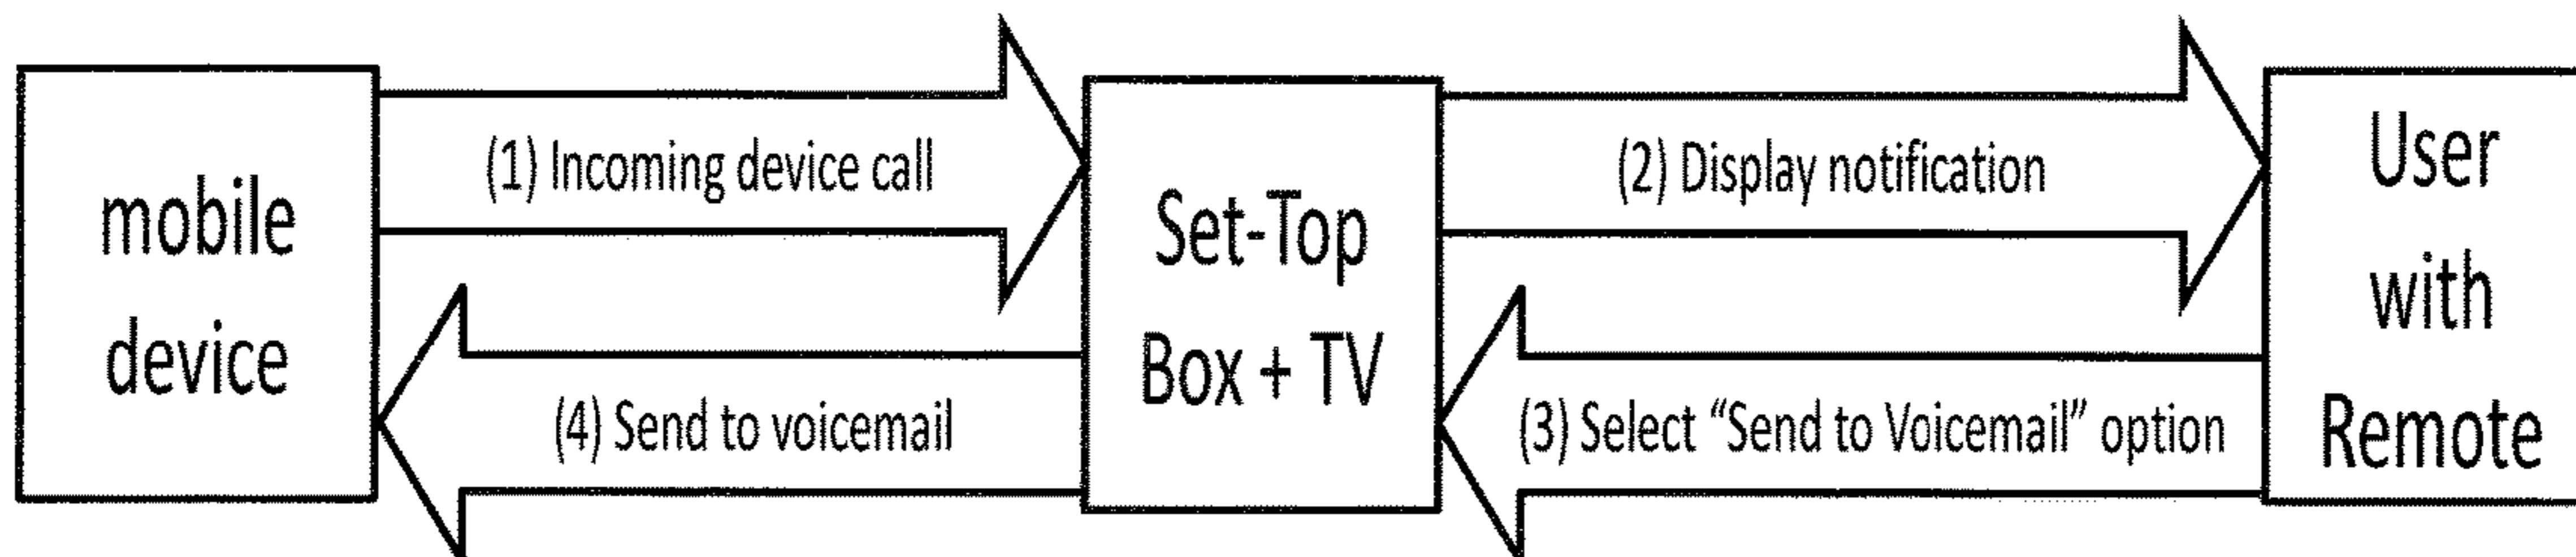 mobile
device
(1) Incoming device call
(4) Send to voicemail
Set-Top
Box + TV
(2) Display notification
(3) Select “Send to Voicemail” option
User
with
Remote